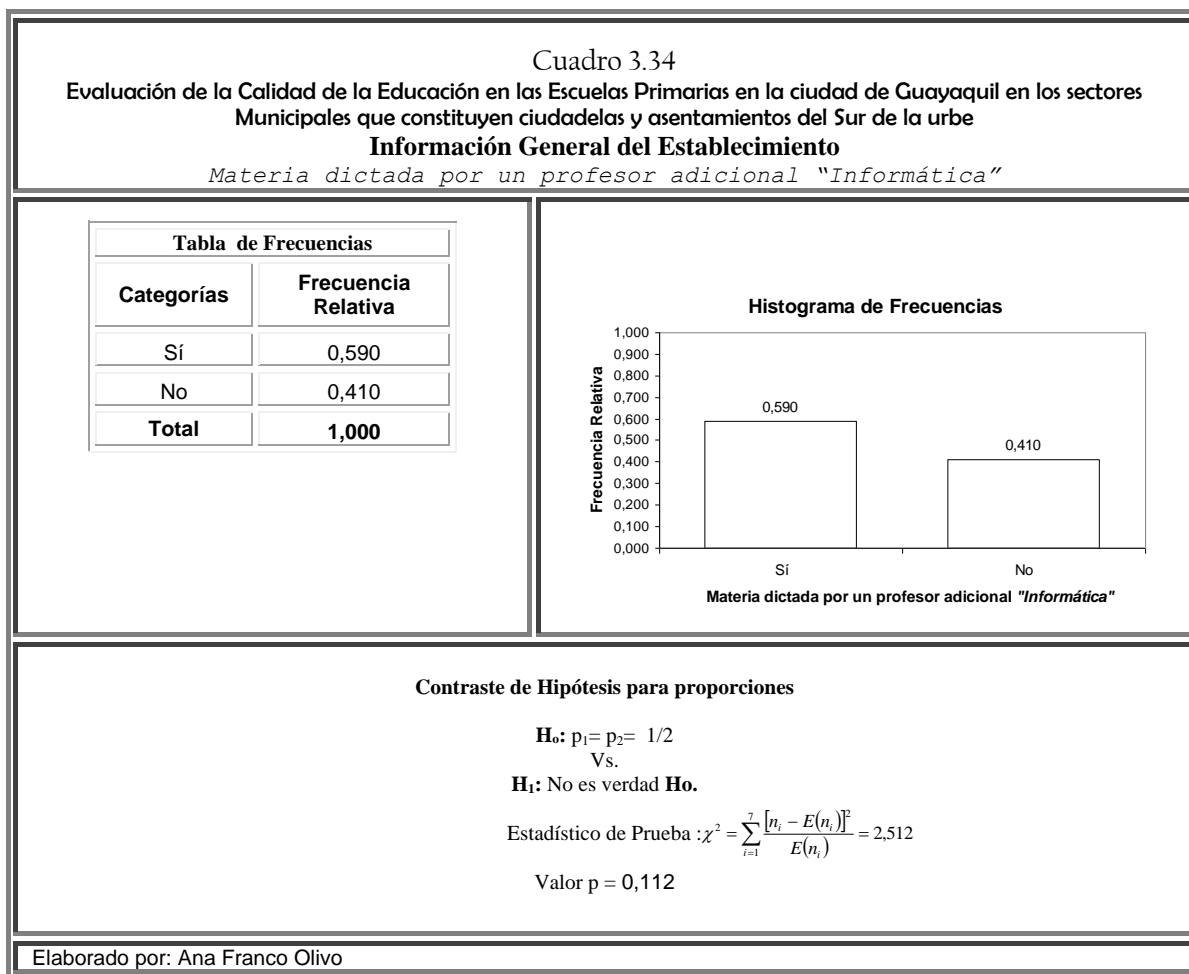 Cuadro 3.34
Evaluación de la Calidad de la Educación en las Escuelas Primarias en la ciudad de Guayaquil en los sectores
Municipales que constituyen ciudadelas y asentamientos del Sur de la urbe
Información General del Establecimiento
Materia dictada por un profesor adicional “Informática”
Tabla de Frecuencias
Categorías Frecuencia
Relativa
Sí 0,590
No 0,410
Total 1,000
Histograma de Frecuencias
Frecuencia Relativa
1,000
0,900
0,800
0,700
0,600
0,500
0,400
0,300
0,200
0,100
0,000
0,590
0,410
Sí No
Materia dictada por un profesor adicional "Informática"
Contraste de Hipótesis para proporciones
Ho: p1= p2= 1/2
Vs.
H1: No es verdad Ho.
Estadístico de Prueba :χ² = ∑_{i=1}^{7} [n_i − E(n_i)]² / E(n_i) = 2,512
Valor p = 0,112
Elaborado por: Ana Franco Olivo